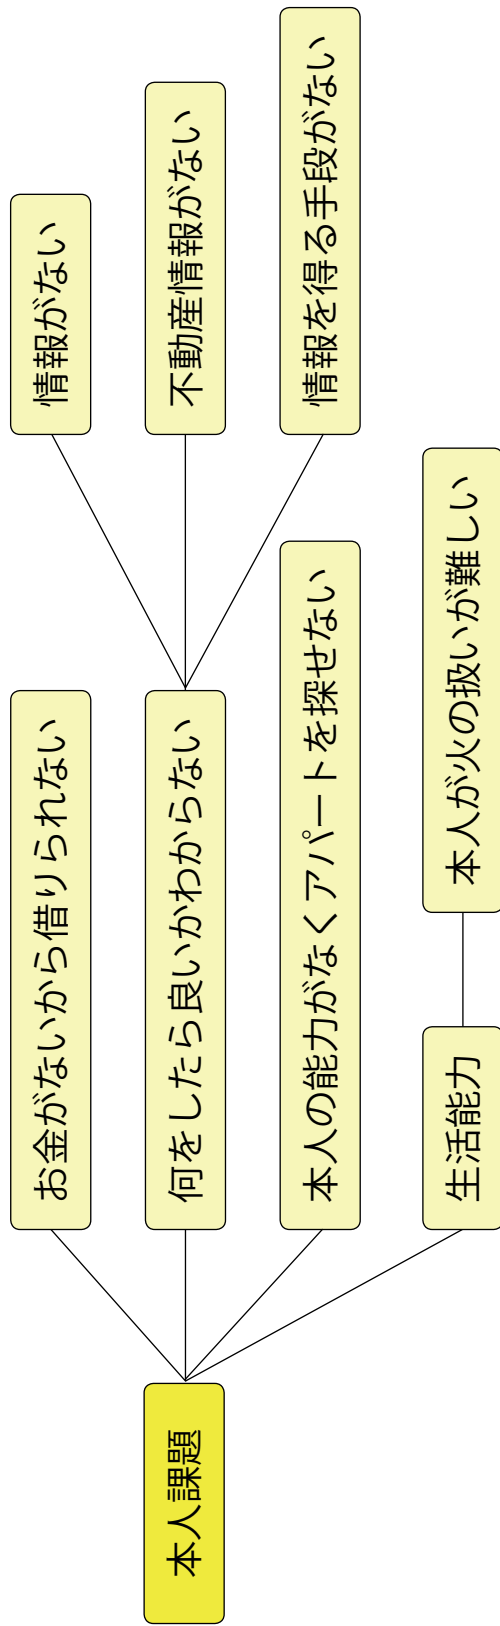 本人課題
お金がないから借りられない
何をしたら良いかわからない
情報がない
不動産情報がない
情報を得る手段がない
本人の能力がなくアパートを探せない
生活能力
本人が火の扱いが難しい